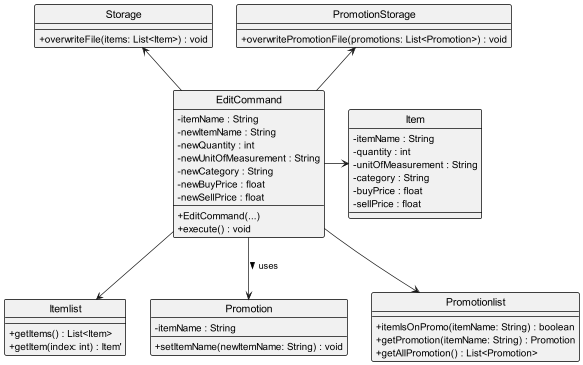 Storage
+overwriteFile(items: List<Item>) : void
PromotionStorage
+overwritePromotionFile(promotions: List<Promotion>) : void
EditCommand
-itemName : String
-newItemName : String
-newQuantity : int
-newUnitOfMeasurement : String
-newCategory : String
-newBuyPrice : float
-newSellPrice : float
+EditCommand(...)
+execute() : void
Item
-itemName : String
-quantity : int
-unitOfMeasurement : String
-category : String
-buyPrice : float
-sellPrice : float
uses
Itemlist
+getItems() : List<Item>
+getItem(index: int) : Item'
Promotion
-itemName : String
+setItemName(newItemName: String) : void
Promotionlist
+itemIsOnPromo(itemName: String) : boolean
+getPromotion(itemName: String) : Promotion
+getAllPromotion() : List<Promotion>